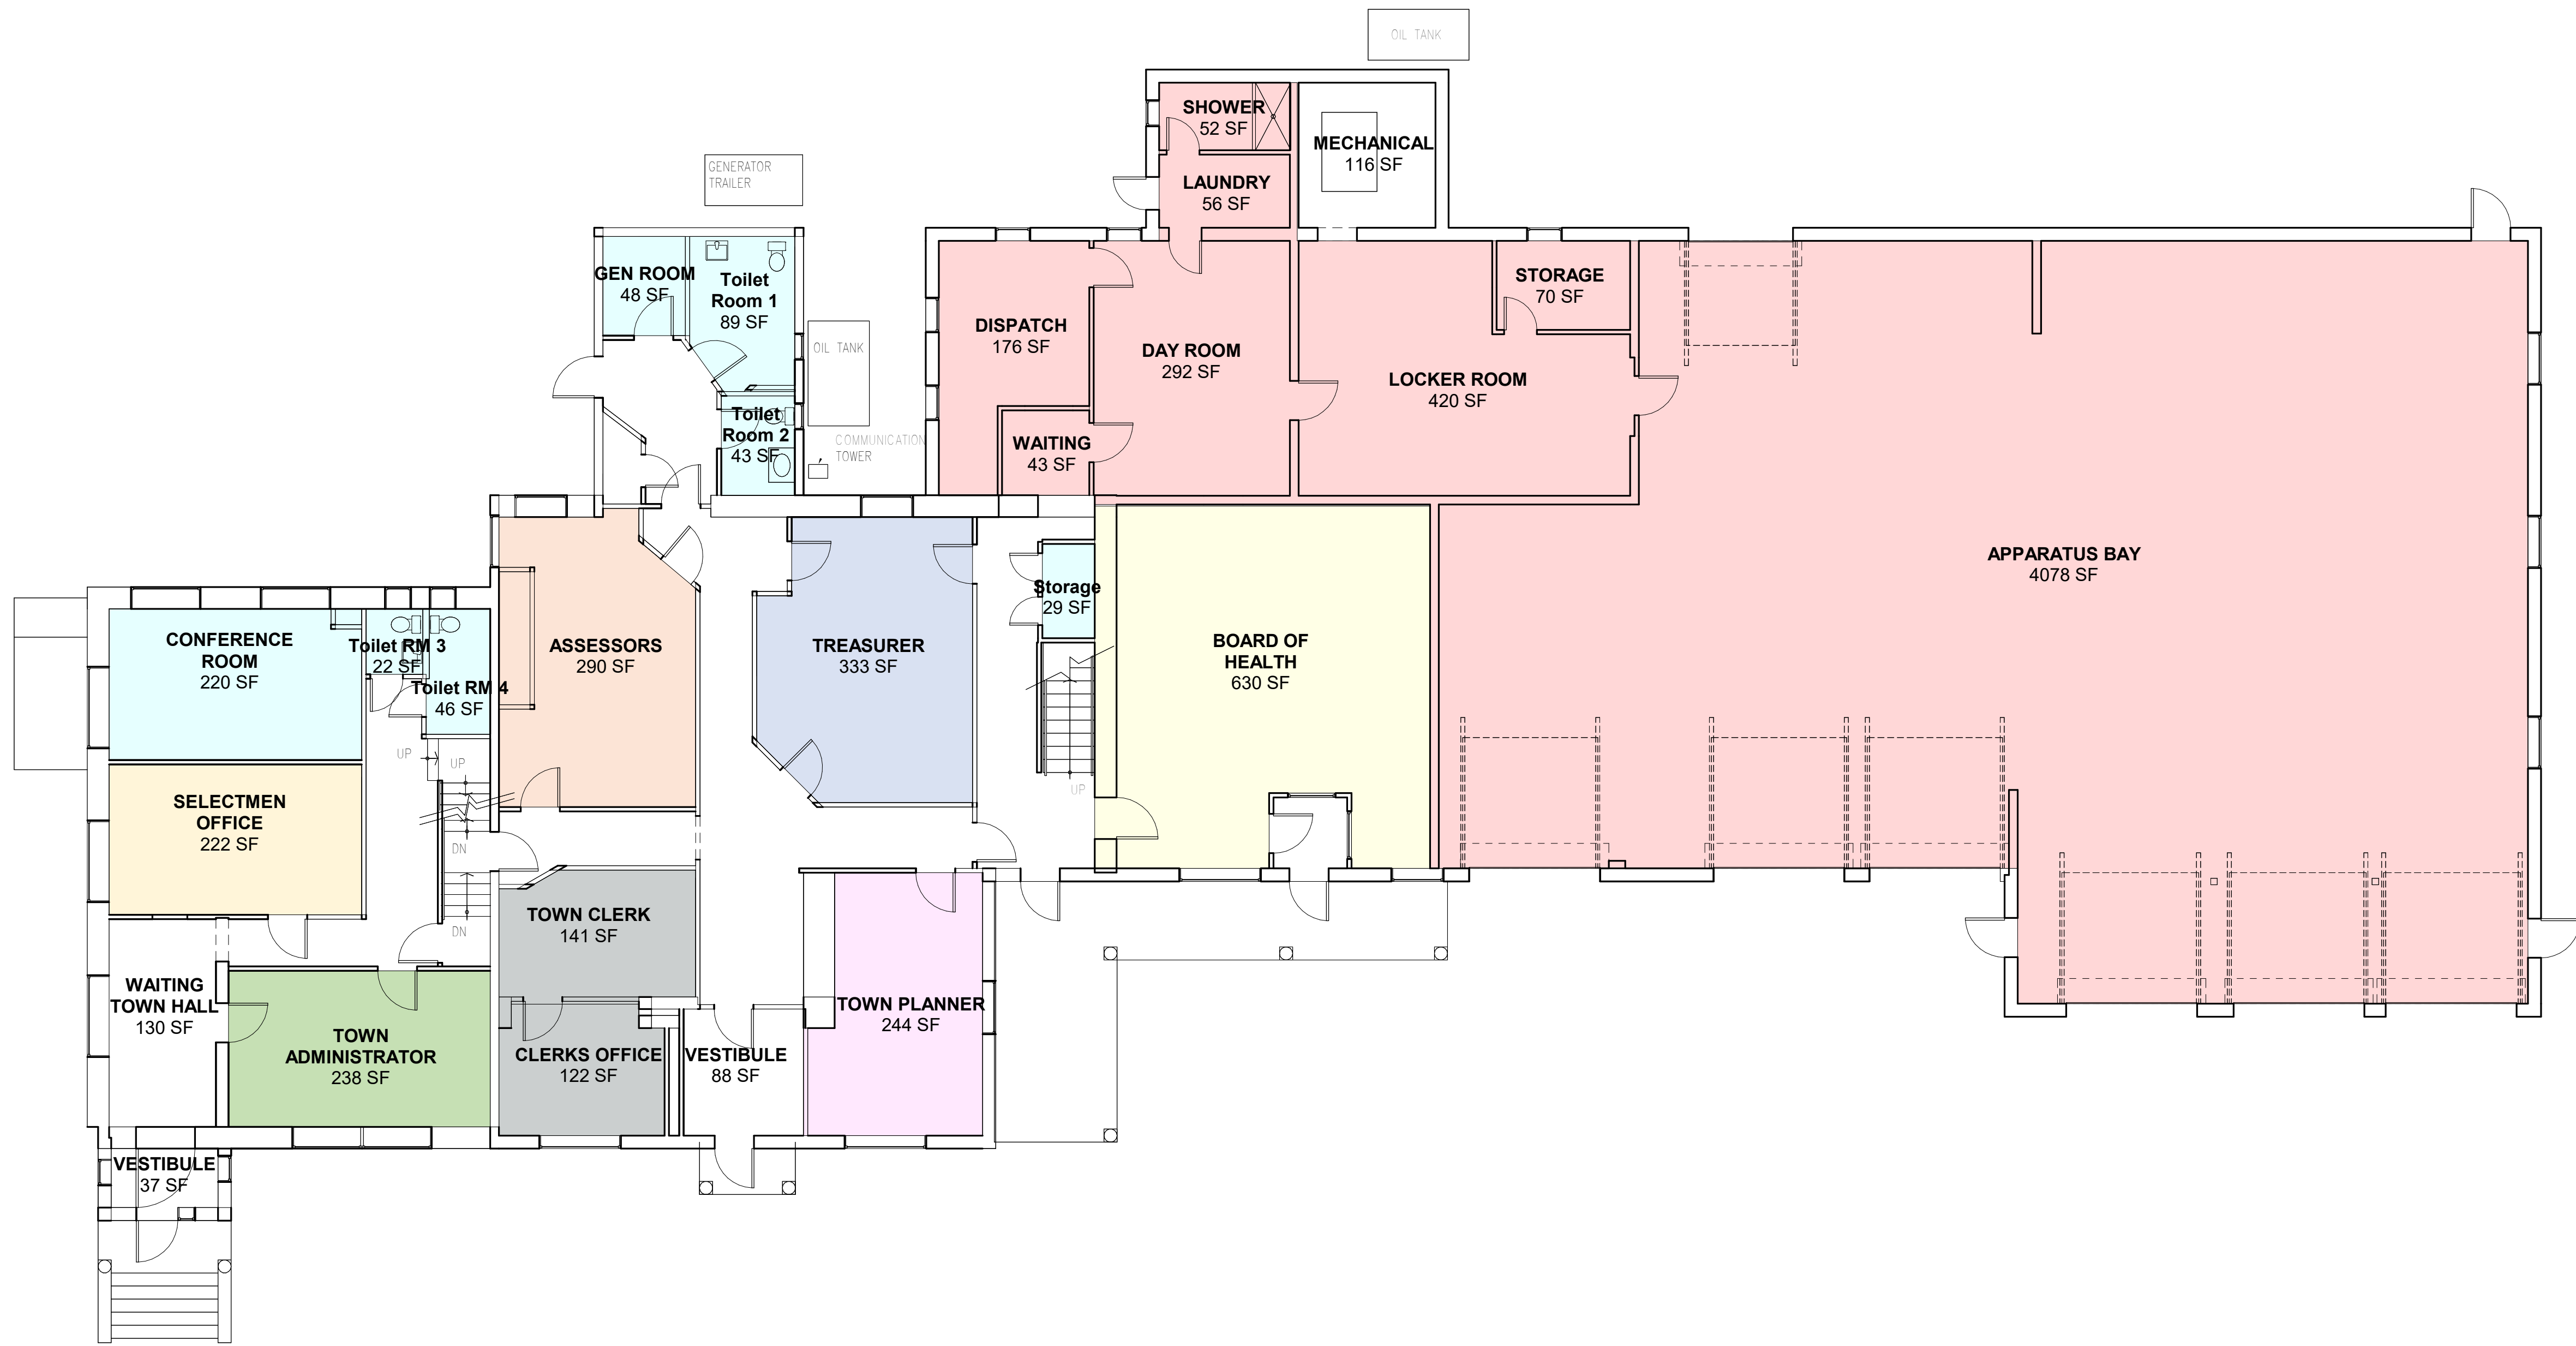 OIL TANK
SHOWER
52 SF
MECHANICAL
116 SF
LAUNDRY
56 SF
GENERATOR
TRAILER
GEN ROOM
48 SF
Toilet
Room 1
89 SF
OIL TANK
Toilet
Room 2
43 SF
COMMUNICATION
TOWER
DISPATCH
176 SF
WAITING
43 SF
DAY ROOM
292 SF
LOCKER ROOM
420 SF
STORAGE
70 SF
APPARATUS BAY
4078 SF
CONFERENCE
ROOM
220 SF
Toilet RM 3
22 SF
Toilet RM 4
46 SF
ASSESSORS
290 SF
TREASURER
333 SF
Storage
29 SF
BOARD OF
HEALTH
630 SF
UP
UP
UP
SELECTMEN
OFFICE
222 SF
DN
DN
TOWN CLERK
141 SF
WAITING
TOWN HALL
130 SF
TOWN
ADMINISTRATOR
238 SF
CLERKS OFFICE
122 SF
VESTIBULE
88 SF
TOWN PLANNER
244 SF
VESTIBULE
37 SF